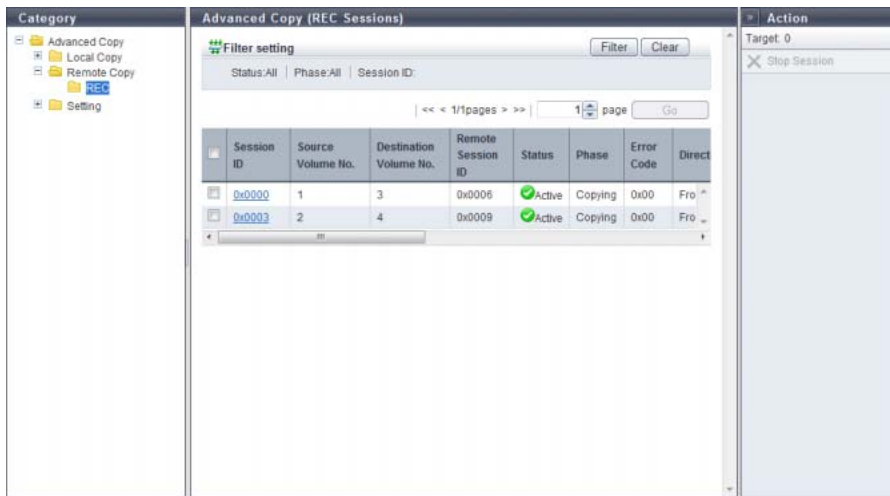 Category
Advanced Copy
Local Copy
Remote Copy
REC
Setting
Advanced Copy (REC Sessions)
Filter setting
Filter Clear
Status:All | Phase:All | Session ID:
<< < 1/1pages > >> 1 page Go
Session ID Source Volume No. Destination Volume No. Remote Session ID Status Phase Error Code Direct
0x0000 1 3 0x0006 Active Copying 0x00 Fro
0x0003 2 4 0x0009 Active Copying 0x00 Fro
» Action
Target: 0
Stop Session